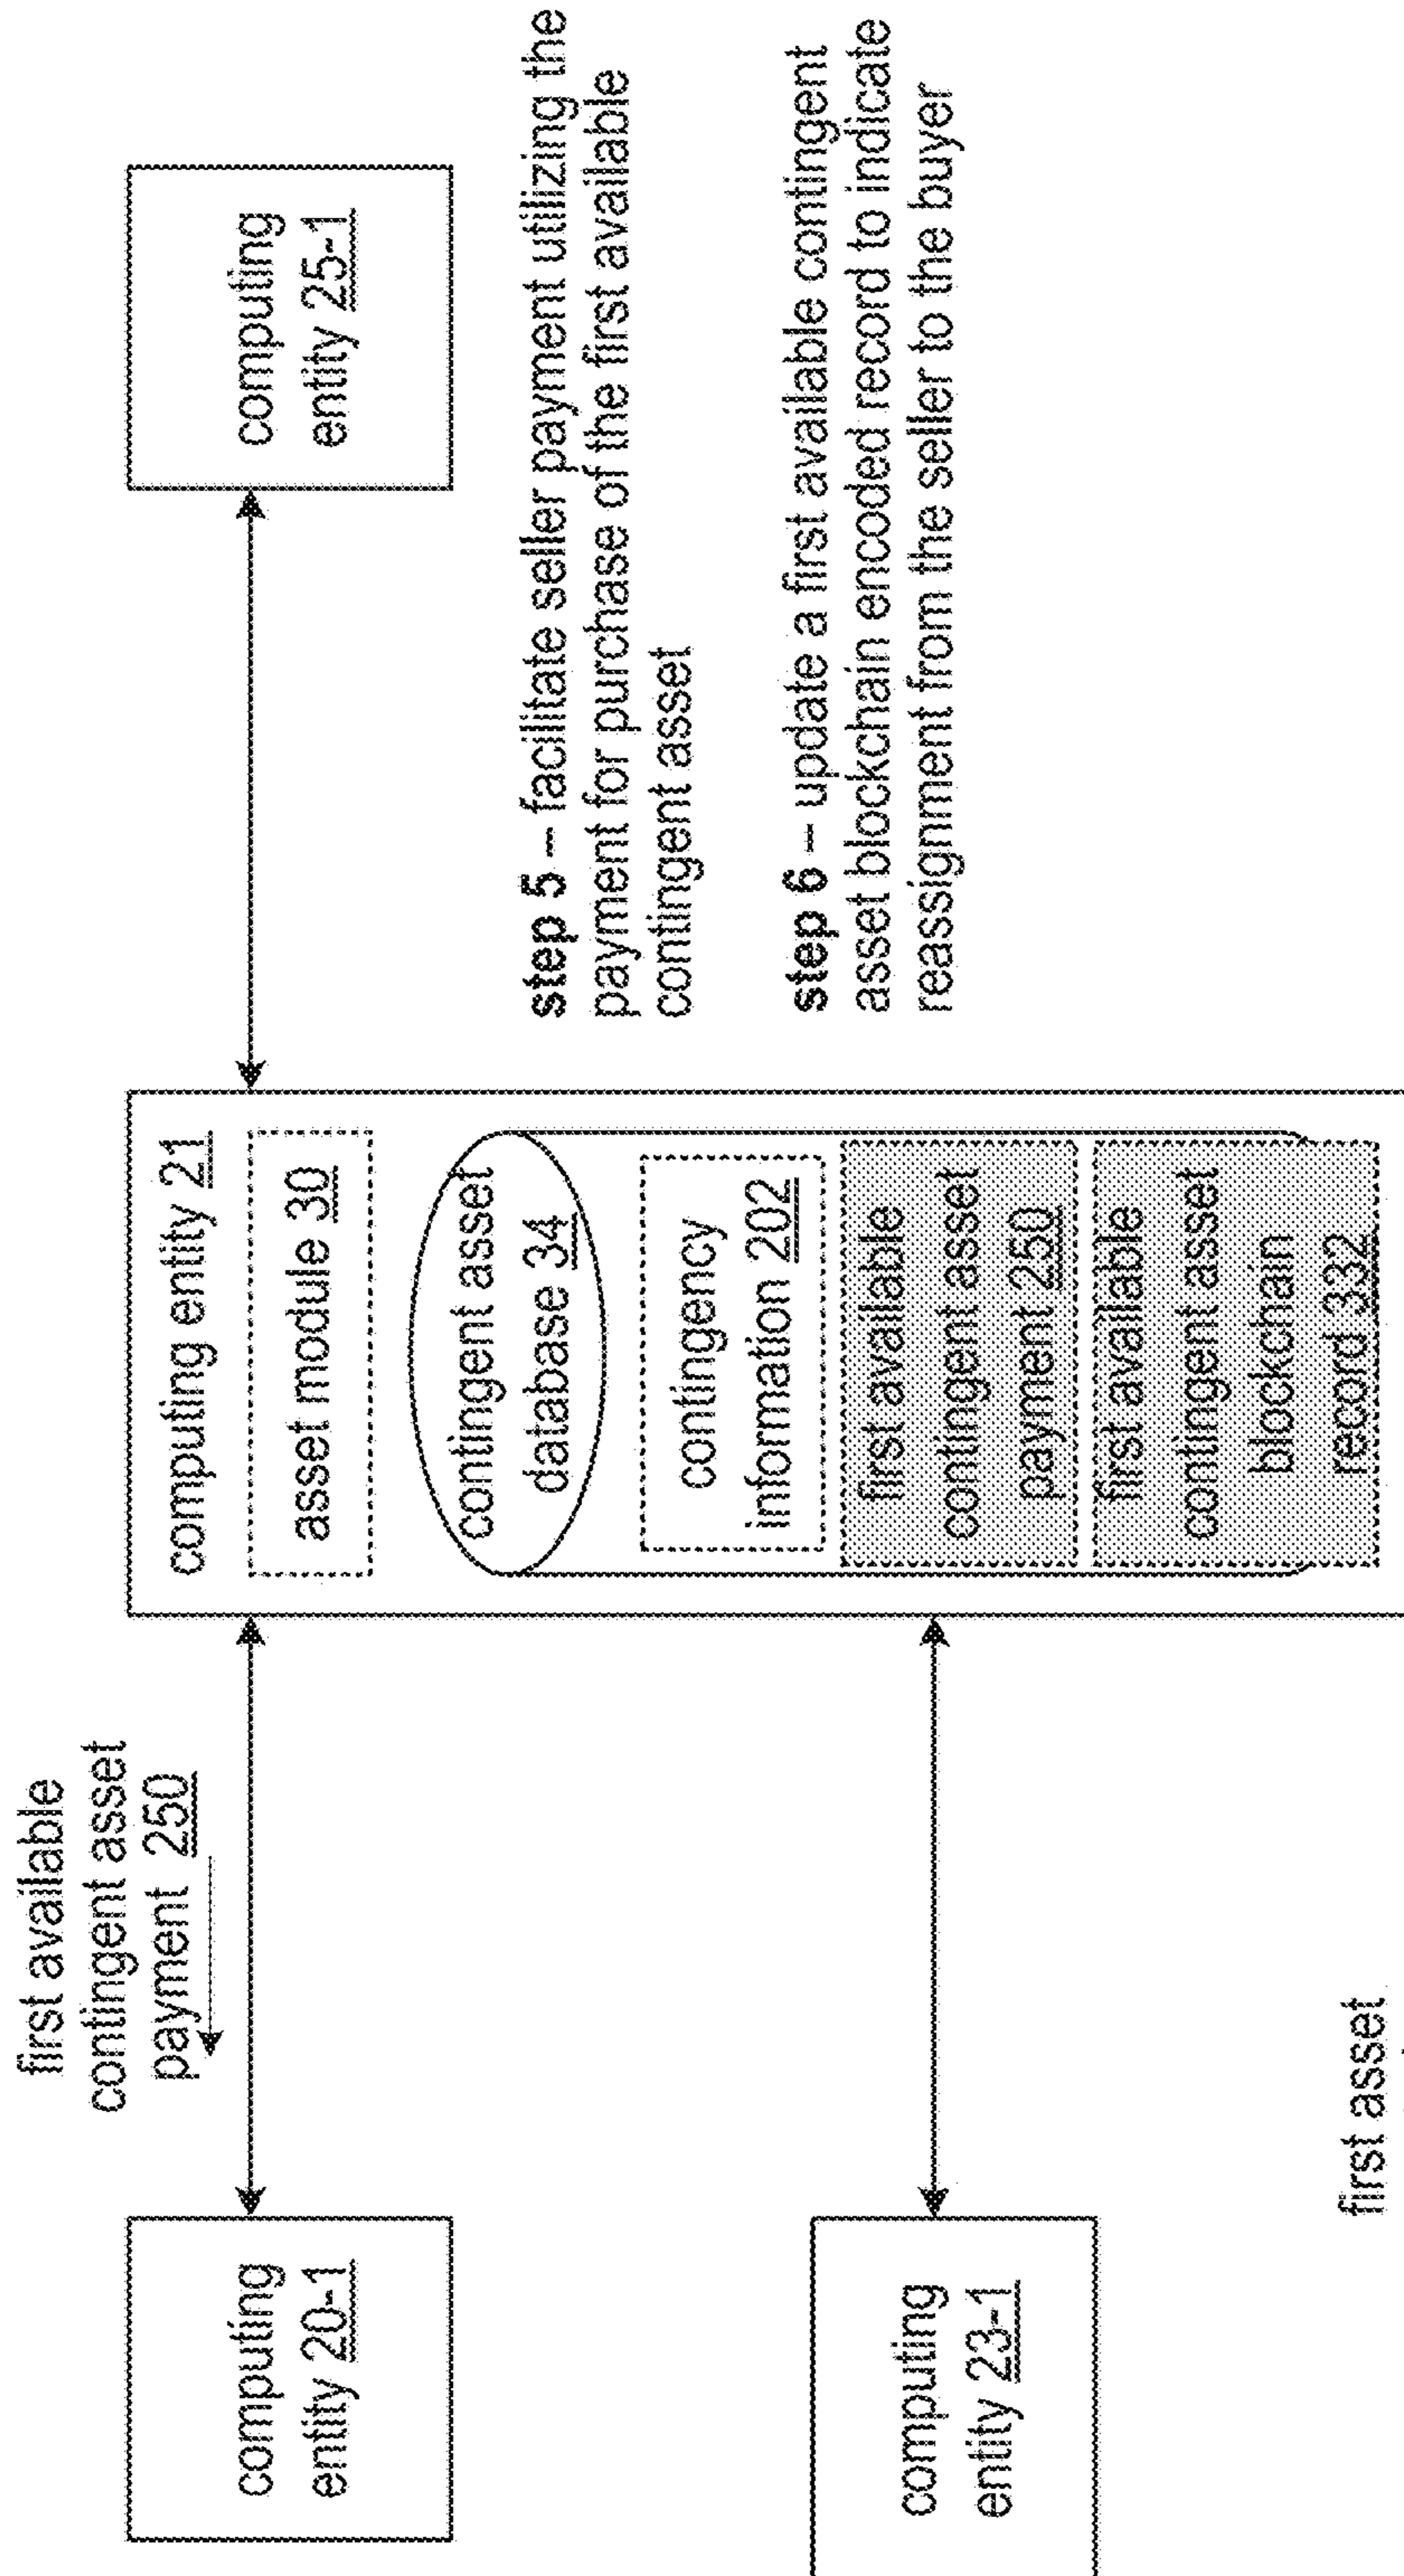 first available
contingent asset
payment 250
computing
entity 20-1
computing entity 21
asset module 30
contingent asset
database 34
contingency
information 202
first available
contingent asset
payment 250
first available
contingent asset
blockchain
record 332
computing
entity 25-1
step 5 – facilitate seller payment utilizing the
payment for purchase of the first available
contingent asset
step 6 – update a first available contingent
asset blockchain encoded record to indicate
reassignment from the seller to the buyer
computing
entity 23-1
first asset